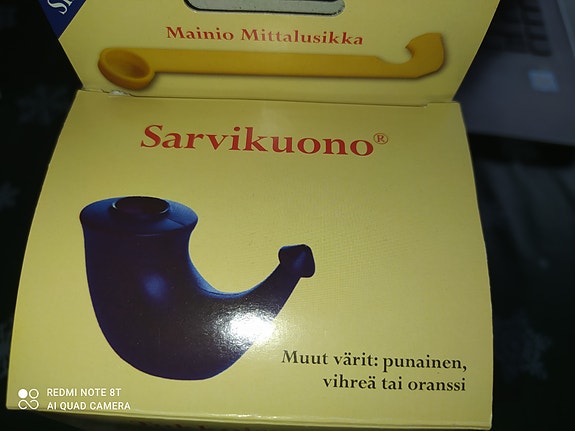 Mainio Mittalusikka
Sarvikuono®
Muut värit: punainen,
vihreä tai oranssi
REDMI NOTE 8T
AI QUAD CAMERA